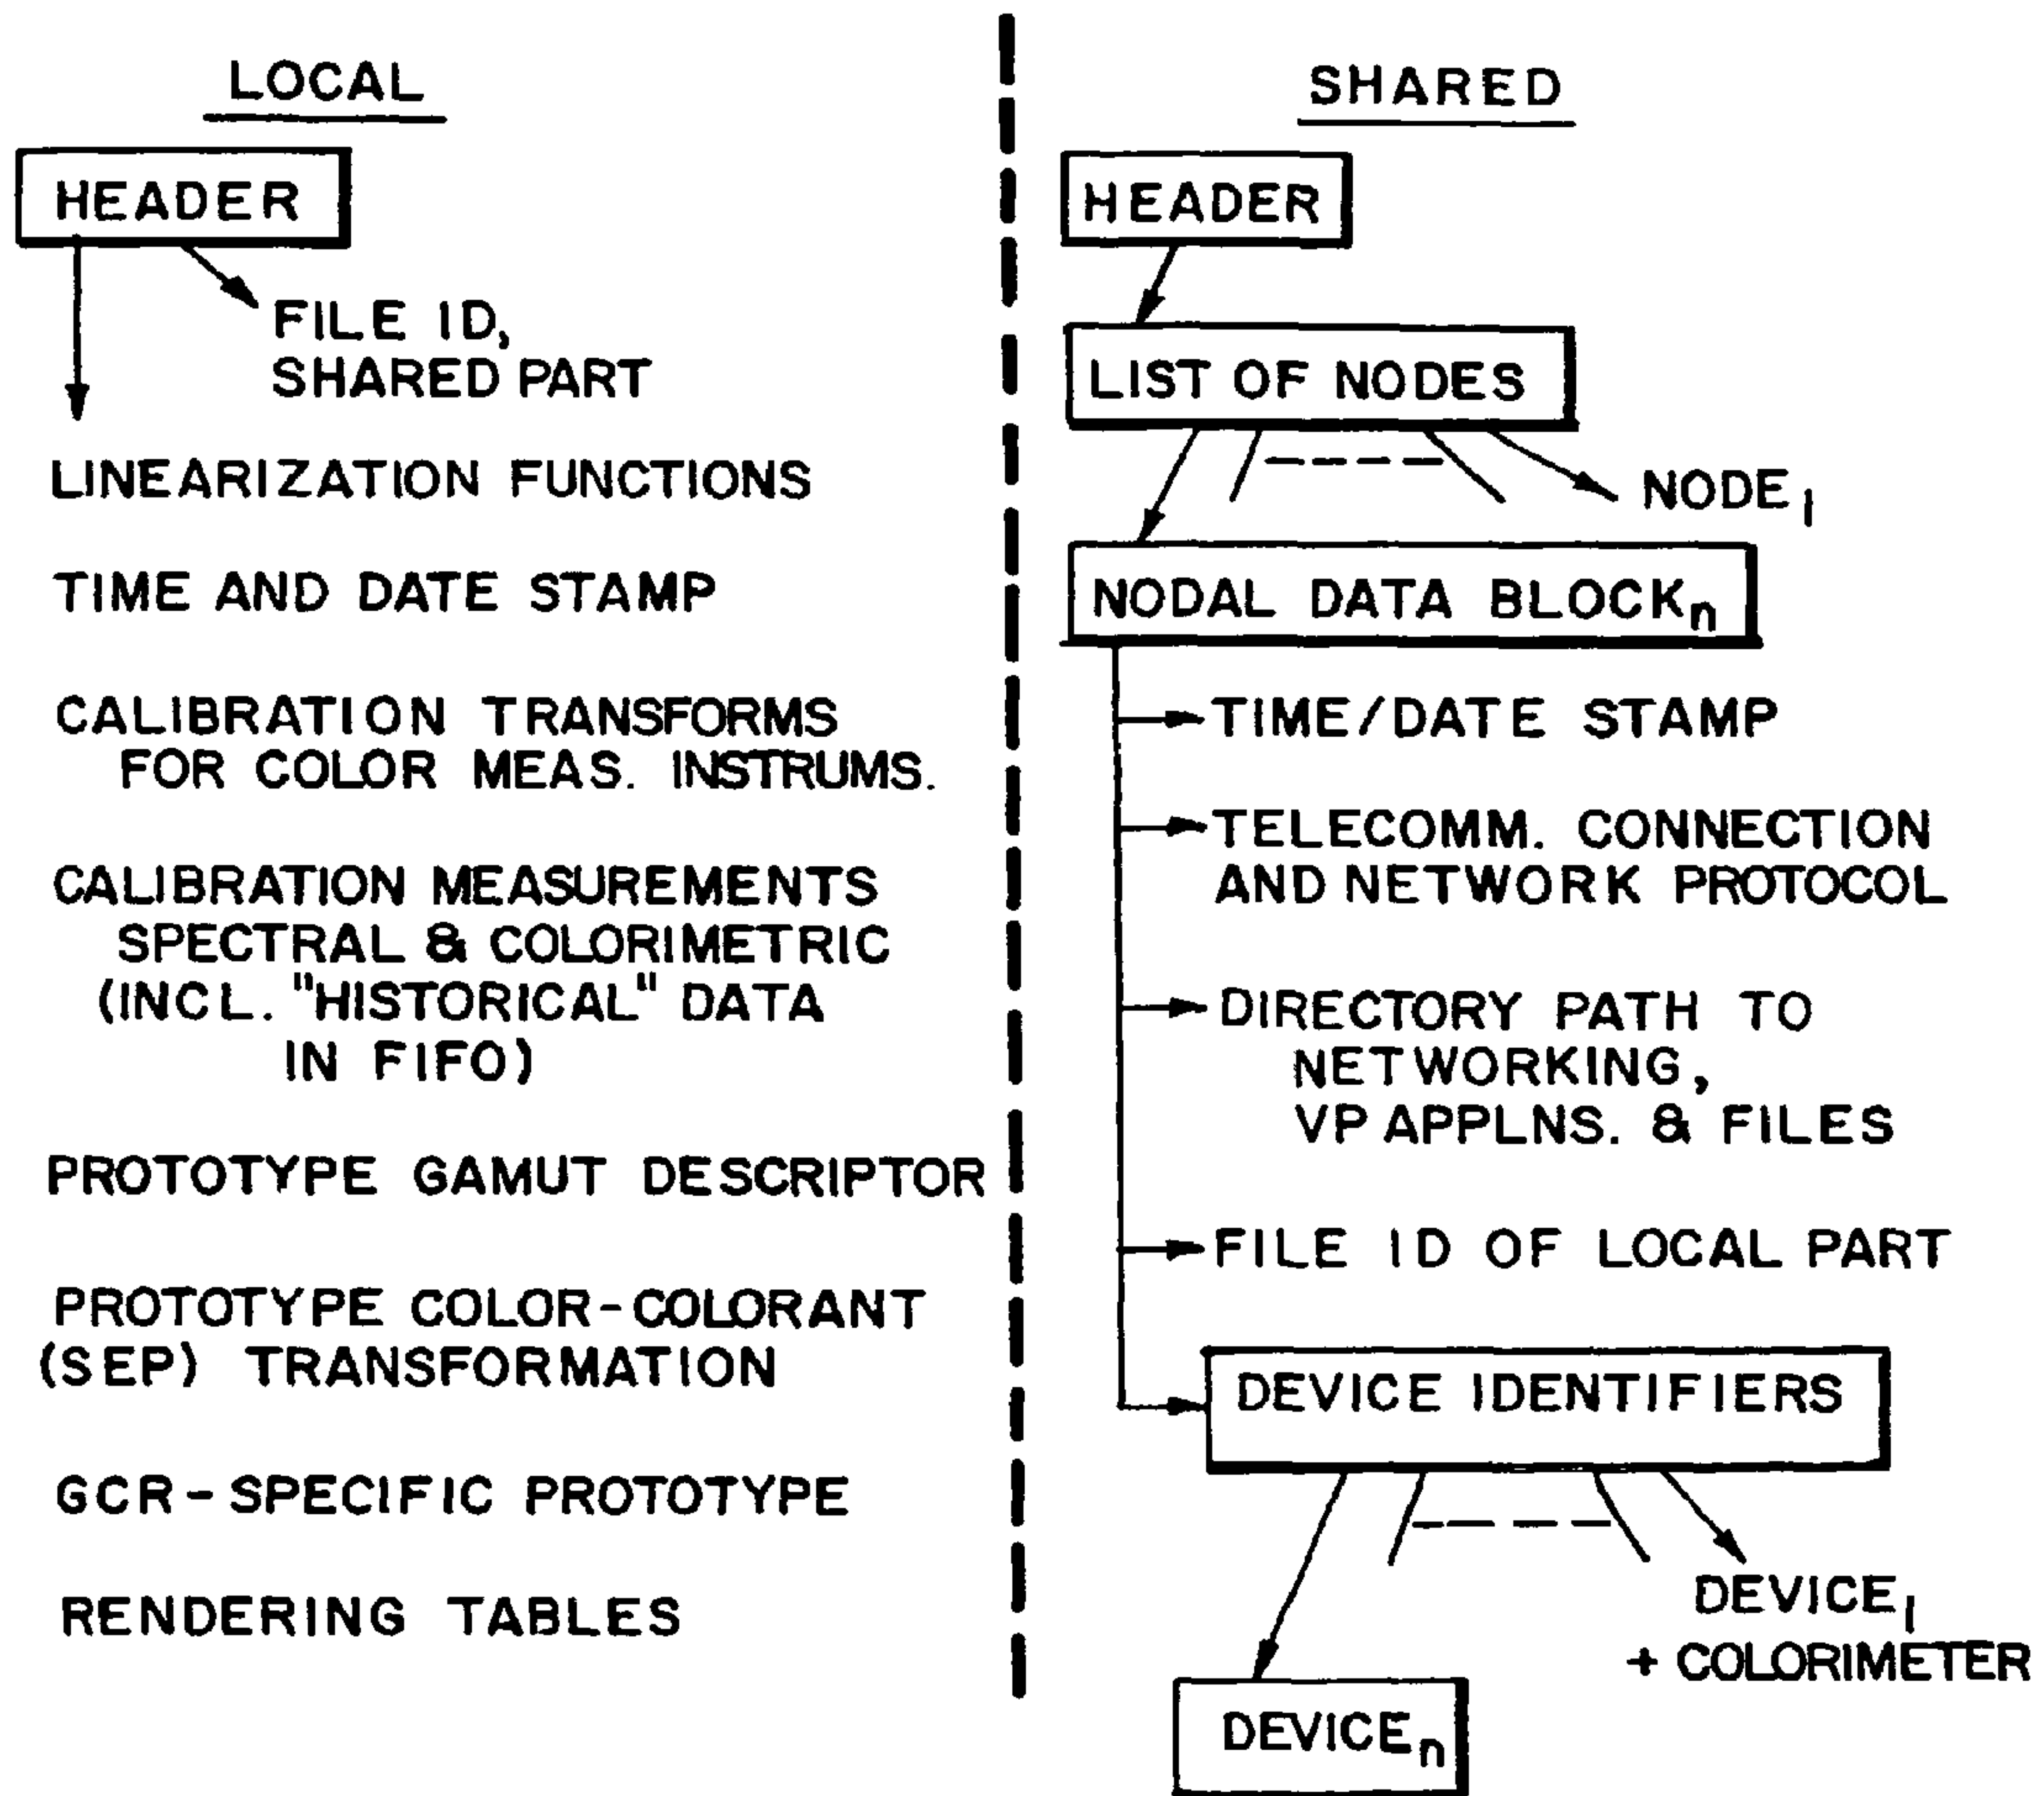 LOCAL
HEADER
FILE ID,
SHARED PART
LINEARIZATION FUNCTIONS
TIME AND DATE STAMP
CALIBRATION TRANSFORMS
FOR COLOR MEAS. INSTRUMS.
CALIBRATION MEASUREMENTS
SPECTRAL & COLORIMETRIC
(INCL. "HISTORICAL" DATA
IN FIFO)
PROTOTYPE GAMUT DESCRIPTOR
PROTOTYPE COLOR-COLORANT
(SEP) TRANSFORMATION
GCR-SPECIFIC PROTOTYPE
RENDERING TABLES
SHARED
HEADER
LIST OF NODES
NODE1
NODAL DATA BLOCKn
TIME/DATE STAMP
TELECOMM. CONNECTION
AND NETWORK PROTOCOL
DIRECTORY PATH TO
NETWORKING,
VP APPLNS. & FILES
FILE ID OF LOCAL PART
DEVICE IDENTIFIERS
DEVICE1
+ COLORIMETER
DEVICEn